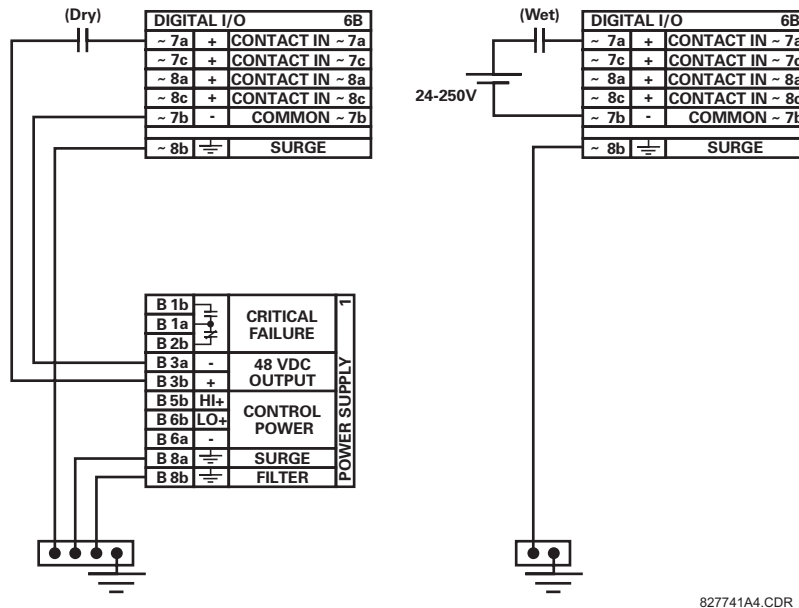 (Dry)
DIGITAL I/O 6B
~ 7a + CONTACT IN ~ 7a
~ 7c + CONTACT IN ~ 7c
~ 8a + CONTACT IN ~ 8a
~ 8c + CONTACT IN ~ 8c
~ 7b - COMMON ~ 7b
~ 8b SURGE
B 1b
B 1a
B 2b
CRITICAL
FAILURE
B 3a -
B 3b +
48 VDC
OUTPUT
B 5b HI+
B 6b LO+
B 6a -
CONTROL
POWER
B 8a SURGE
B 8b FILTER
POWER SUPPLY 1
(Wet)
24-250V
DIGITAL I/O 6B
~ 7a + CONTACT IN ~ 7a
~ 7c + CONTACT IN ~ 7c
~ 8a + CONTACT IN ~ 8a
~ 8c + CONTACT IN ~ 8c
~ 7b - COMMON ~ 7b
~ 8b SURGE
827741A4.CDR